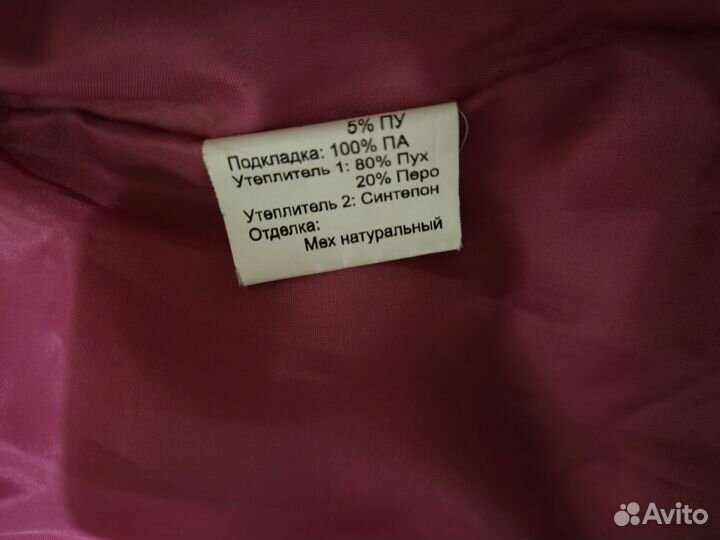 5% ПУ
Подкладка: 100% ПА
Утеплитель 1: 80% Пух
20% Перо
Утеплитель 2: Синтепон
Отделка:
Мех натуральный
Avito